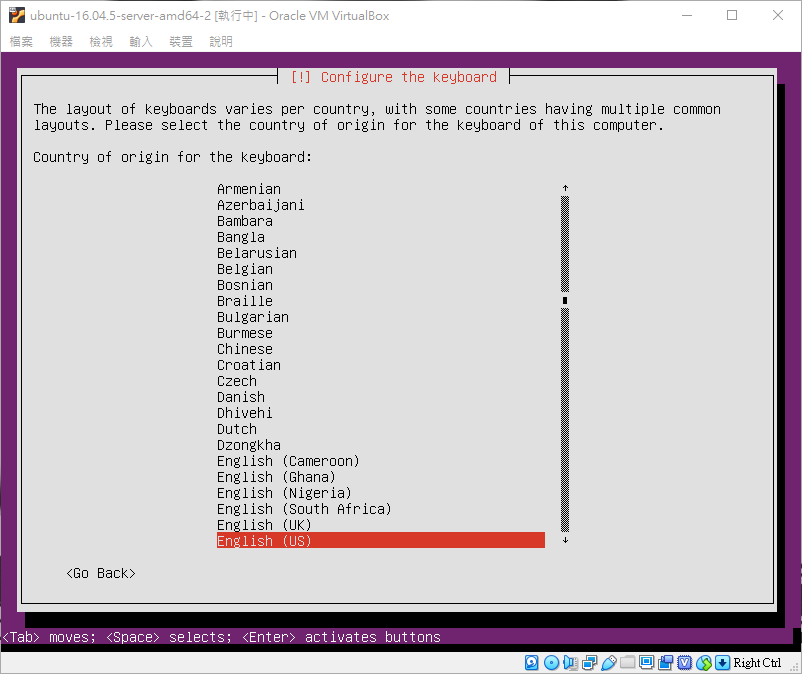 ubuntu-16.04.5-server-amd64-2 [執行中] - Oracle VM VirtualBox
檔案 機器 檢視 輸入 裝置 說明
[!] Configure the keyboard
The layout of keyboards varies per country, with some countries having multiple common
layouts. Please select the country of origin for the keyboard of this computer.
Country of origin for the keyboard:
Armenian
Azerbaijani
Bambara
Bangla
Belarusian
Belgian
Bosnian
Braille
Bulgarian
Burmese
Chinese
Croatian
Czech
Danish
Dhivehi
Dutch
Dzongkha
English (Cameroon)
English (Ghana)
English (Nigeria)
English (South Africa)
English (UK)
English (US)
<Go Back>
<Tab> moves; <Space> selects; <Enter> activates buttons
Right Ctrl